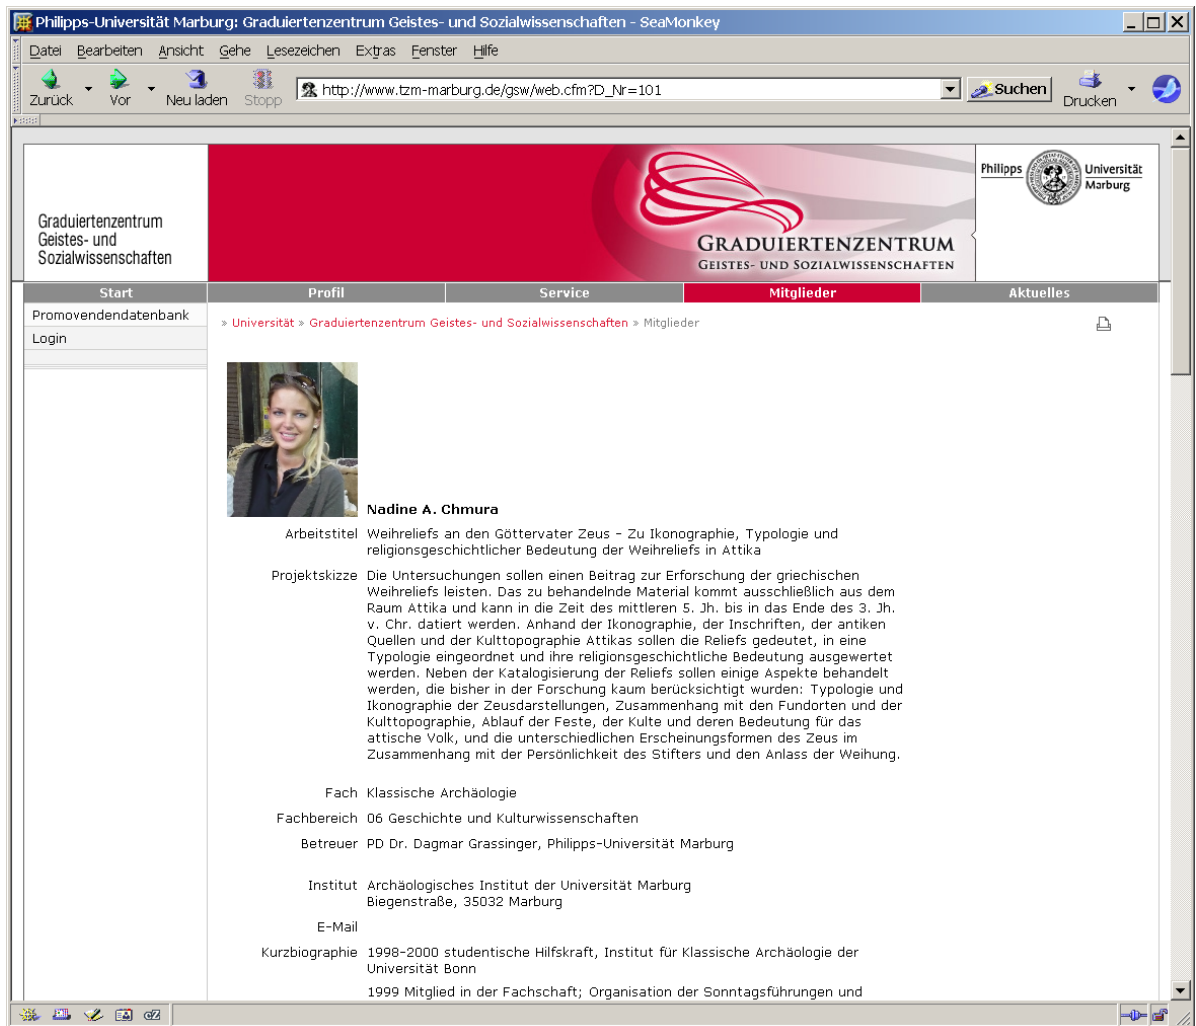 Philipps-Universität Marburg: Graduiertenzentrum Geistes- und Sozialwissenschaften - SeaMonkey
Datei Bearbeiten Ansicht Gehe Lesezeichen Extras Fenster Hilfe
Zurück Vor Neu laden Stopp http://www.tzm-marburg.de/gsw/web.cfm?D_Nr=101 Suchen Drucken
Graduiertenzentrum
Geistes- und
Sozialwissenschaften
GRADUIERTENZENTRUM
GEISTES- UND SOZIALWISSENSCHAFTEN
Philipps Universität
Marburg
Start Profil Service Mitglieder Aktuelles
Promovendendatenbank
Login
» Universität » Graduiertenzentrum Geistes- und Sozialwissenschaften » Mitglieder
Nadine A. Chmura
Arbeitstitel Weihreliefs an den Göttervater Zeus - Zu Ikonographie, Typologie und
religionsgeschichtlicher Bedeutung der Weihreliefs in Attika
Projektskizze Die Untersuchungen sollen einen Beitrag zur Erforschung der griechischen
Weihreliefs leisten. Das zu behandelnde Material kommt ausschließlich aus dem
Raum Attika und kann in die Zeit des mittleren 5. Jh. bis in das Ende des 3. Jh.
v. Chr. datiert werden. Anhand der Ikonographie, der Inschriften, der antiken
Quellen und der Kulttopographie Attikas sollen die Reliefs gedeutet, in eine
Typologie eingeordnet und ihre religionsgeschichtliche Bedeutung ausgewertet
werden. Neben der Katalogisierung der Reliefs sollen einige Aspekte behandelt
werden, die bisher in der Forschung kaum berücksichtigt wurden: Typologie und
Ikonographie der Zeusdarstellungen, Zusammenhang mit den Fundorten und der
Kulttopographie, Ablauf der Feste, der Kulte und deren Bedeutung für das
attische Volk, und die unterschiedlichen Erscheinungsformen des Zeus im
Zusammenhang mit der Persönlichkeit des Stifters und den Anlass der Weihung.
Fach Klassische Archäologie
Fachbereich 06 Geschichte und Kulturwissenschaften
Betreuer PD Dr. Dagmar Grassinger, Philipps-Universität Marburg
Institut Archäologisches Institut der Universität Marburg
Biegenstraße, 35032 Marburg
E-Mail
Kurzbiographie 1998-2000 studentische Hilfskraft, Institut für Klassische Archäologie der
Universität Bonn
1999 Mitglied in der Fachschaft; Organisation der Sonntagsführungen und